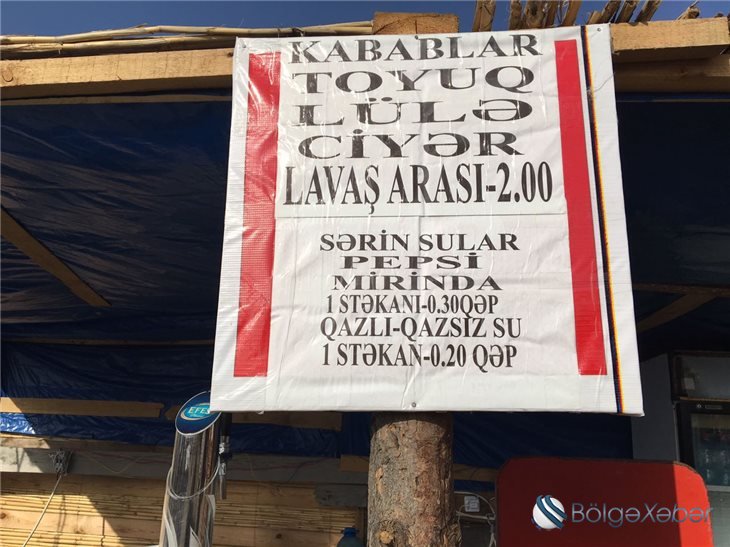 KABABLAR
TOYUQ
LÜLƏ
CİYƏR
LAVAŞ ARASI-2.00
SƏRİN SULAR
PEPSİ
MİRİNDA
1 STƏKANI-0.30QƏP
QAZLI-QAZSIZ SU
1 STƏKAN-0.20 QƏP
EFES
BölgəXəbər